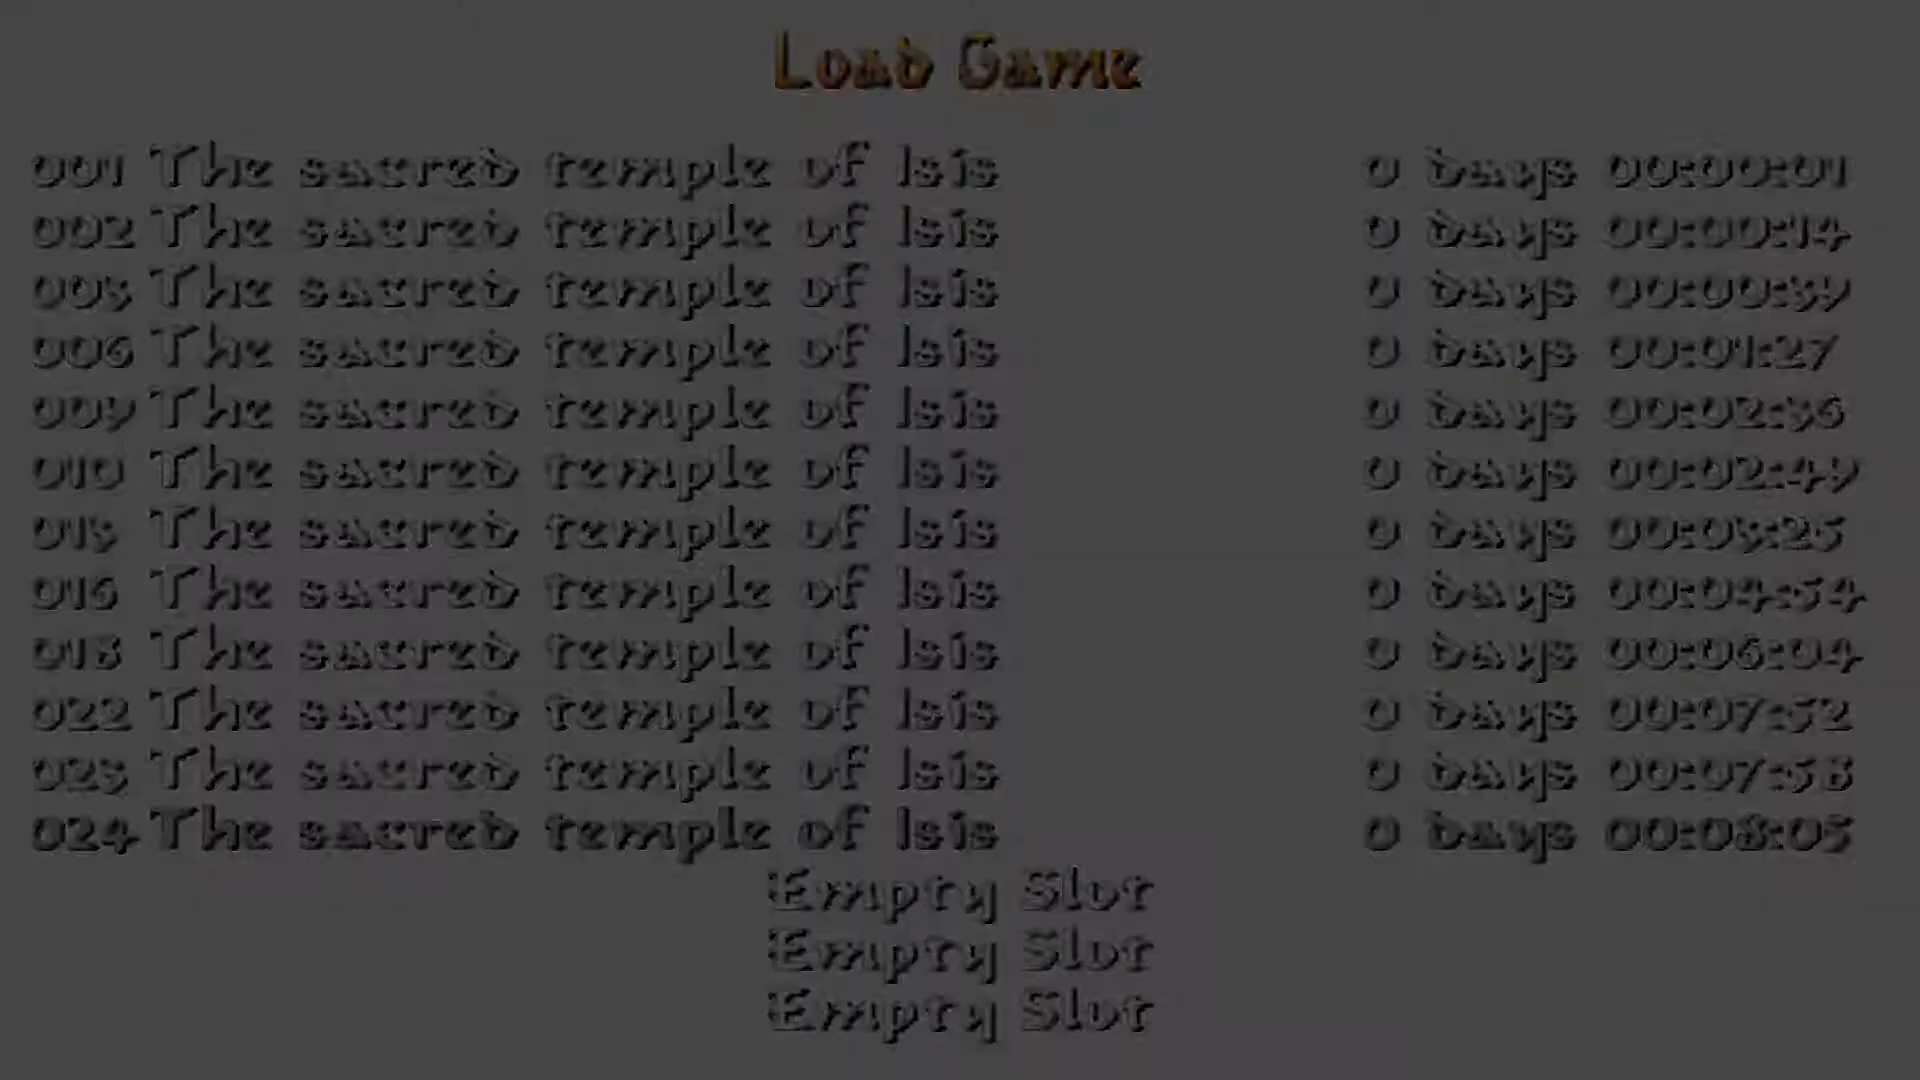 Load Game
001 The sacred temple of Isis 0 days 00:00:01
002 The sacred temple of Isis 0 days 00:00:14
003 The sacred temple of Isis 0 days 00:00:39
006 The sacred temple of Isis 0 days 00:01:27
009 The sacred temple of Isis 0 days 00:02:36
010 The sacred temple of Isis 0 days 00:02:49
013 The sacred temple of Isis 0 days 00:03:25
016 The sacred temple of Isis 0 days 00:04:54
018 The sacred temple of Isis 0 days 00:06:04
022 The sacred temple of Isis 0 days 00:07:52
023 The sacred temple of Isis 0 days 00:07:58
024 The sacred temple of Isis 0 days 00:08:05
Empty Slot
Empty Slot
Empty Slot